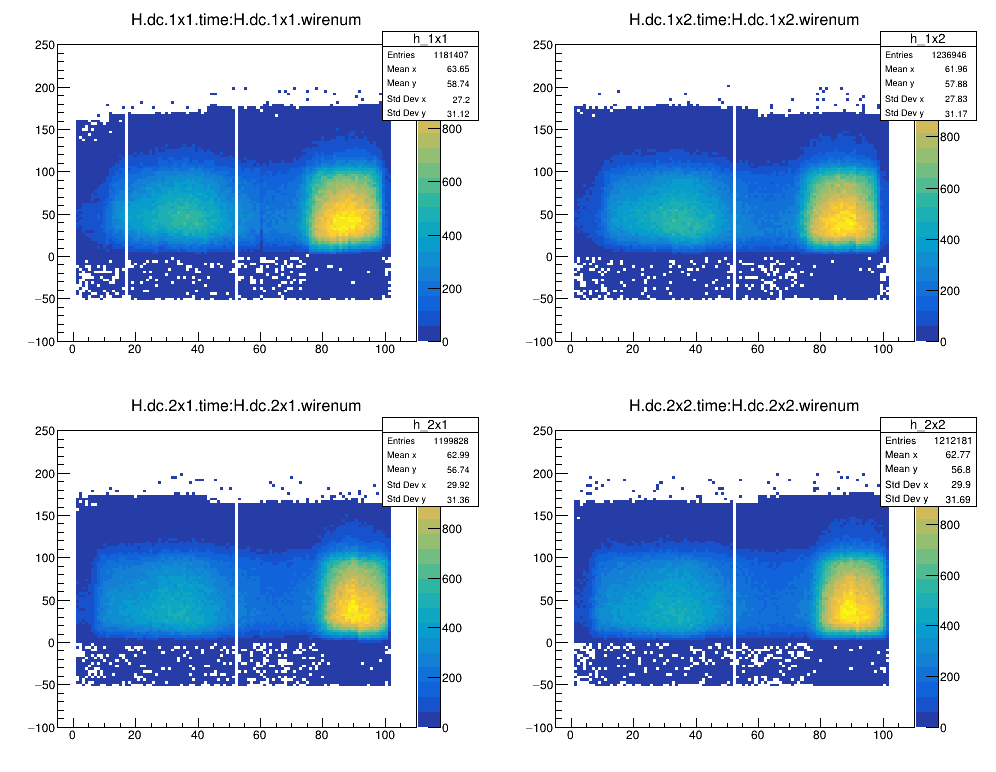 H.dc.1x1.time:H.dc.1x1.wirenum
h_1x1
Entries 1181407
Mean x 63.65
Mean y 58.74
Std Dev x 27.2
Std Dev y 31.12
250
200
150
100
50
0
−50
−100
0 20 40 60 80 100
800
600
400
200
0
H.dc.1x2.time:H.dc.1x2.wirenum
h_1x2
Entries 1236946
Mean x 61.96
Mean y 57.88
Std Dev x 27.83
Std Dev y 31.17
250
200
150
100
50
0
−50
−100
0 20 40 60 80 100
800
600
400
200
0
H.dc.2x1.time:H.dc.2x1.wirenum
h_2x1
Entries 1199828
Mean x 62.99
Mean y 56.74
Std Dev x 29.92
Std Dev y 31.36
250
200
150
100
50
0
−50
−100
0 20 40 60 80 100
800
600
400
200
0
H.dc.2x2.time:H.dc.2x2.wirenum
h_2x2
Entries 1212181
Mean x 62.77
Mean y 56.8
Std Dev x 29.9
Std Dev y 31.69
250
200
150
100
50
0
−50
−100
0 20 40 60 80 100
800
600
400
200
0